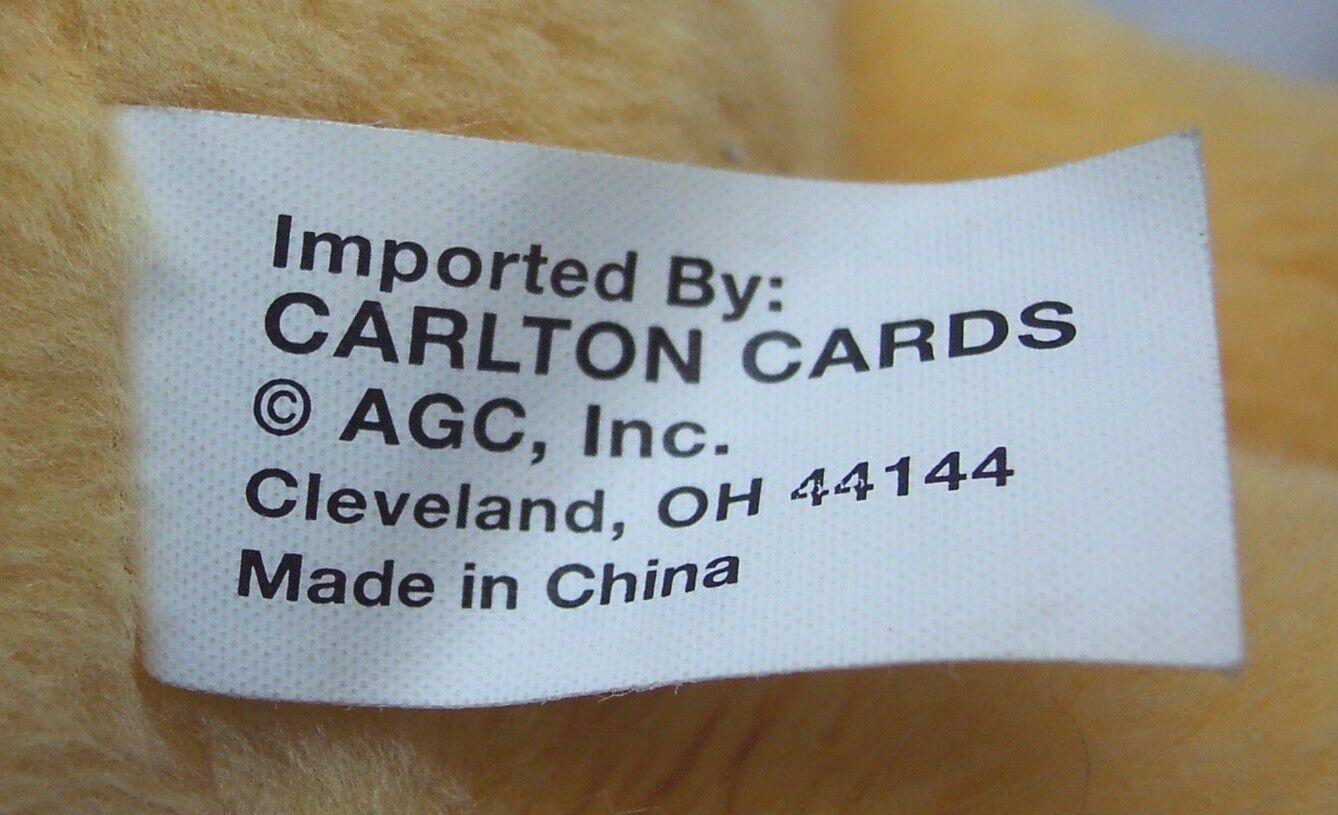 Imported By:
CARLTON CARDS
© AGC, Inc.
Cleveland, OH 44144
Made in China